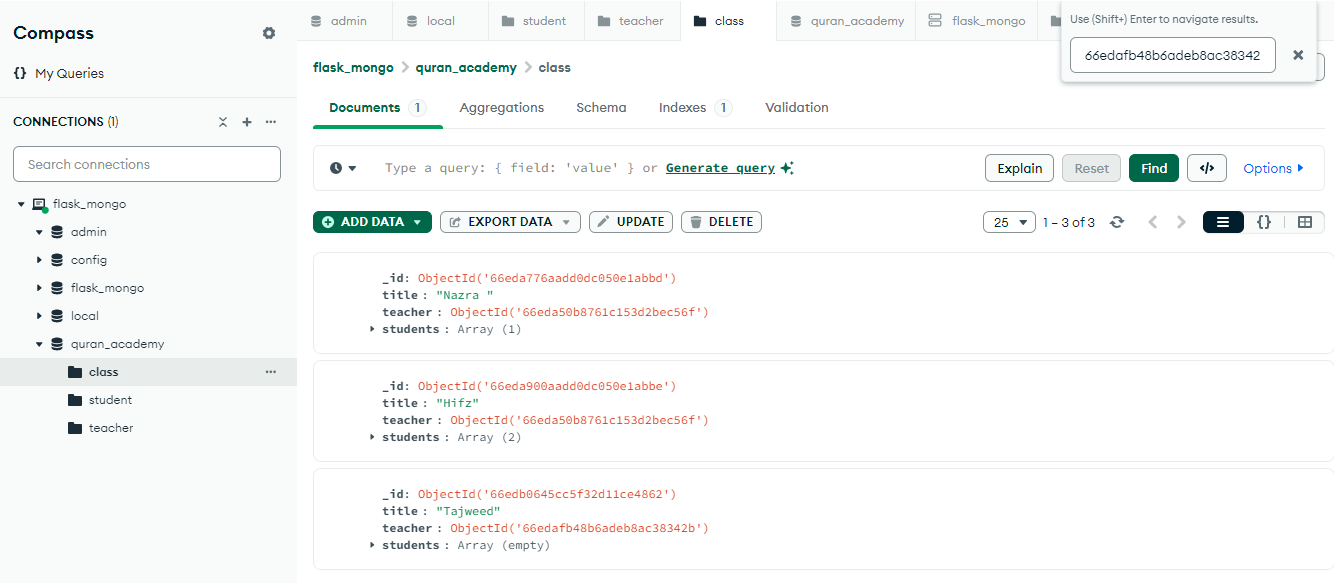 Compass
My Queries
CONNECTIONS (1)
Search connections
flask_mongo
admin
config
flask_mongo
local
quran_academy
class
student
teacher
admin
local
student
teacher
class
quran_academy
flask_mongo
Use (Shift+) Enter to navigate results.
66edafb48b6adeb8ac38342
flask_mongo > quran_academy > class
Documents 1 Aggregations Schema Indexes 1 Validation
Type a query: { field: 'value' } or Generate query
Explain Reset Find </> Options
ADD DATA EXPORT DATA UPDATE DELETE
25 1 – 3 of 3 {}
_id: ObjectId('66eda776aadd0dc050e1abbd')
title : "Nazra "
teacher : ObjectId('66eda50b8761c153d2bec56f')
students : Array (1)
_id: ObjectId('66eda900aadd0dc050e1abbe')
title : "Hifz"
teacher : ObjectId('66eda50b8761c153d2bec56f')
students : Array (2)
_id: ObjectId('66edb0645cc5f32d11ce4862')
title : "Tajweed"
teacher : ObjectId('66edafb48b6adeb8ac38342b')
students : Array (empty)